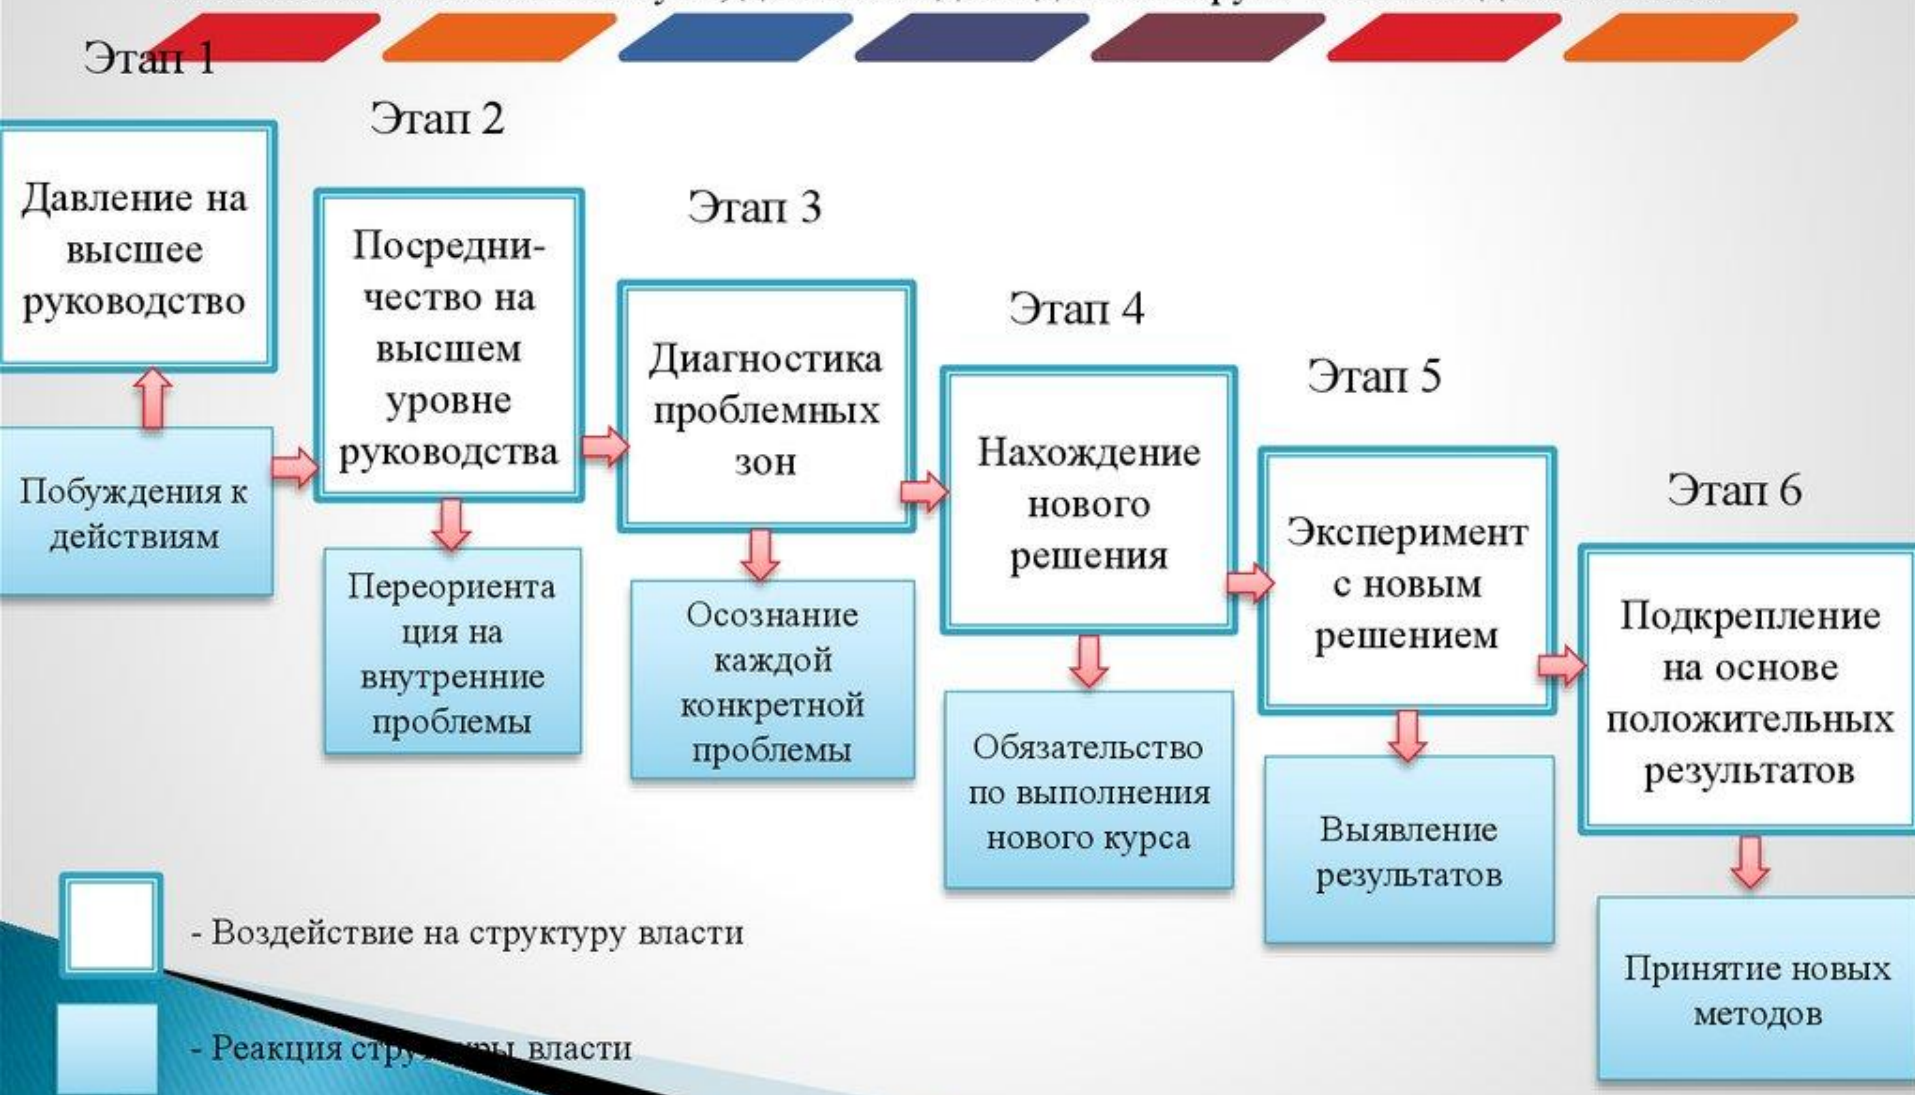 Этап 1
Давление на
высшее
руководство
Побуждения к
действиям
Этап 2
Посредни-
чество на
высшем
уровне
руководства
Переориента
ция на
внутренние
проблемы
Этап 3
Диагностика
проблемных
зон
Осознание
каждой
конкретной
проблемы
Этап 4
Нахождение
нового
решения
Обязательство
по выполнения
нового курса
Этап 5
Эксперимент
с новым
решением
Выявление
результатов
Этап 6
Подкрепление
на основе
положительных
результатов
Принятие новых
методов
- Воздействие на структуру власти
- Реакция структуры власти